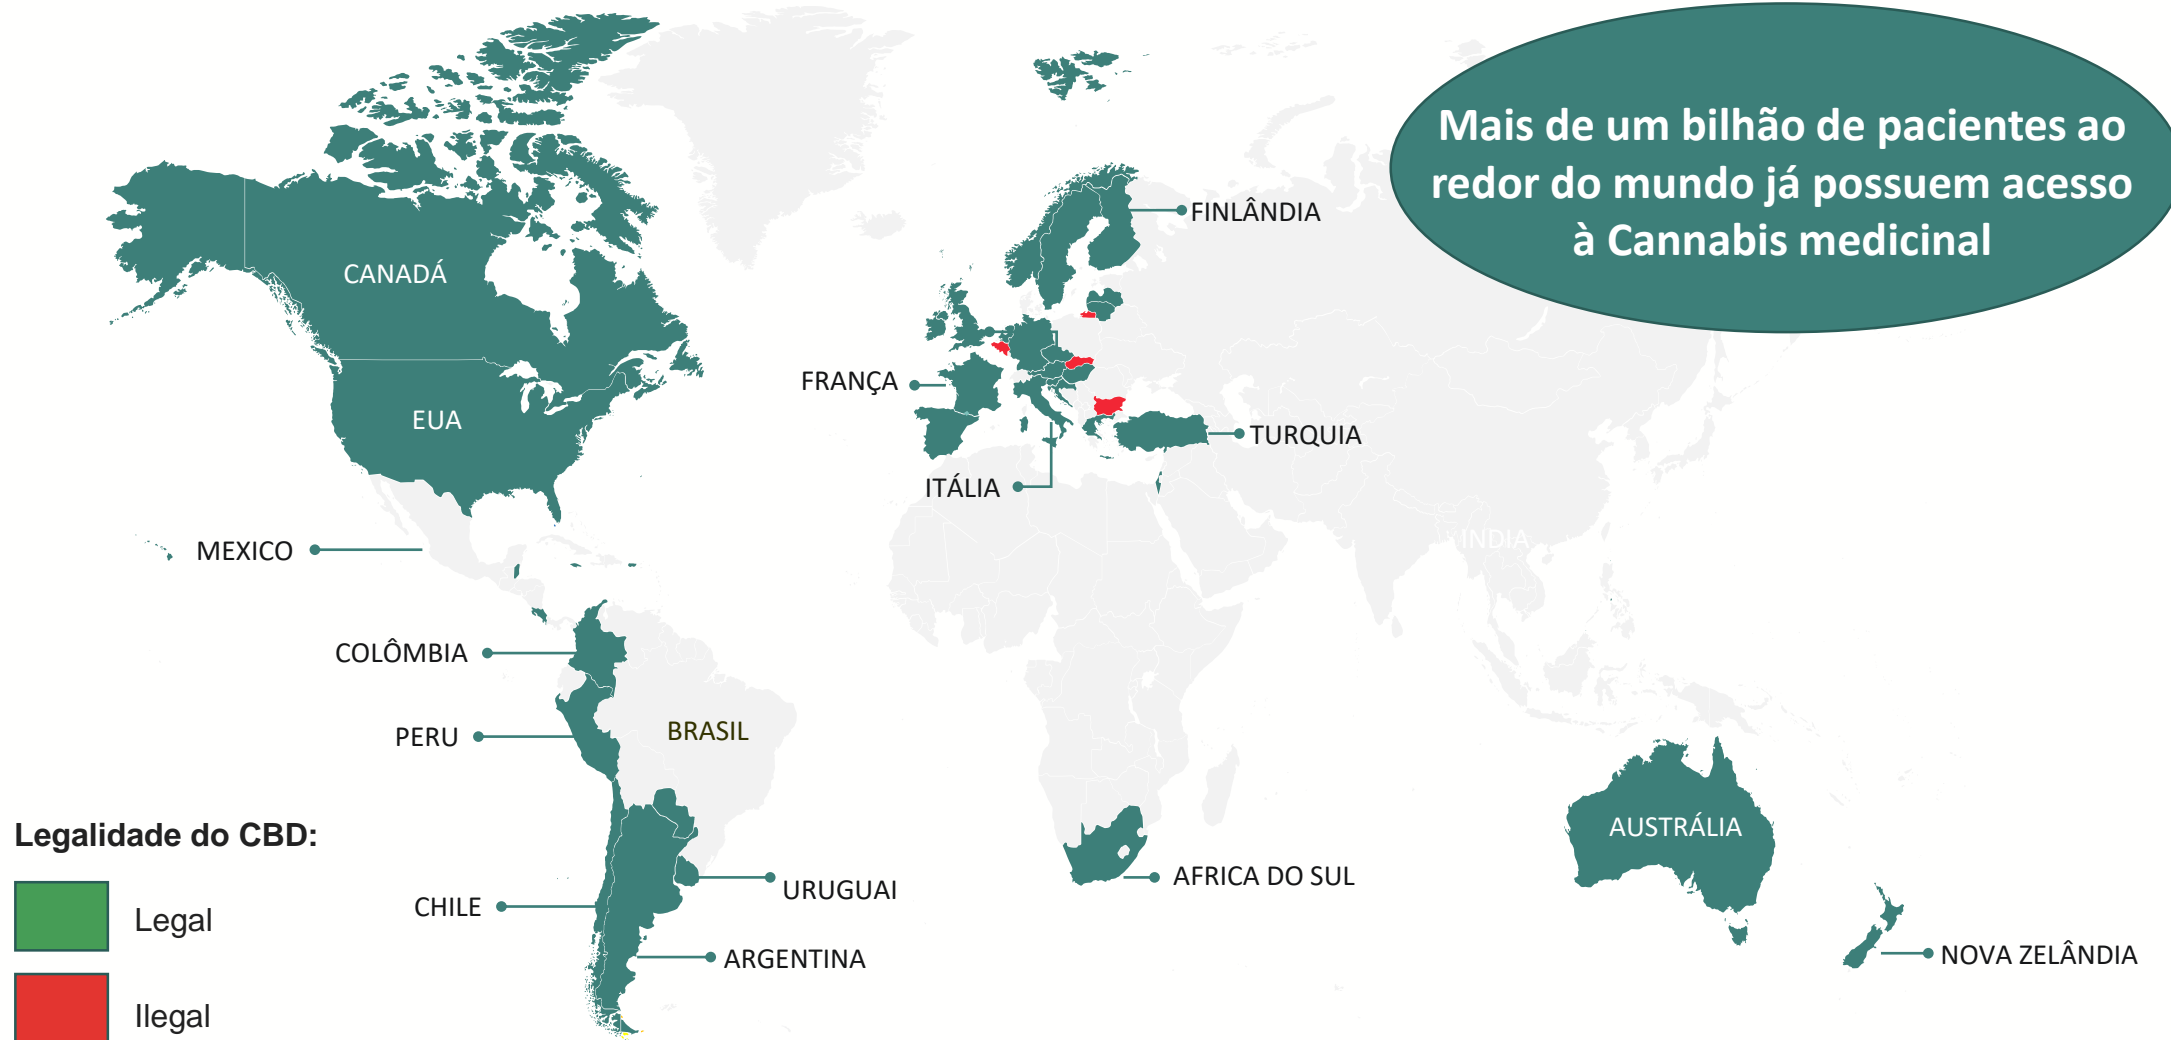 Mais de um bilhão de pacientes ao
redor do mundo já possuem acesso
à Cannabis medicinal
FINLÂNDIA
CANADÁ
FRANÇA
EUA
TURQUIA
ITÁLIA
INDIA
MEXICO
COLÔMBIA
BRASIL
PERU
Legalidade do CBD:
AUSTRÁLIA
AFRICA DO SUL
URUGUAI
CHILE
Legal
ARGENTINA
NOVA ZELÂNDIA
Ilegal